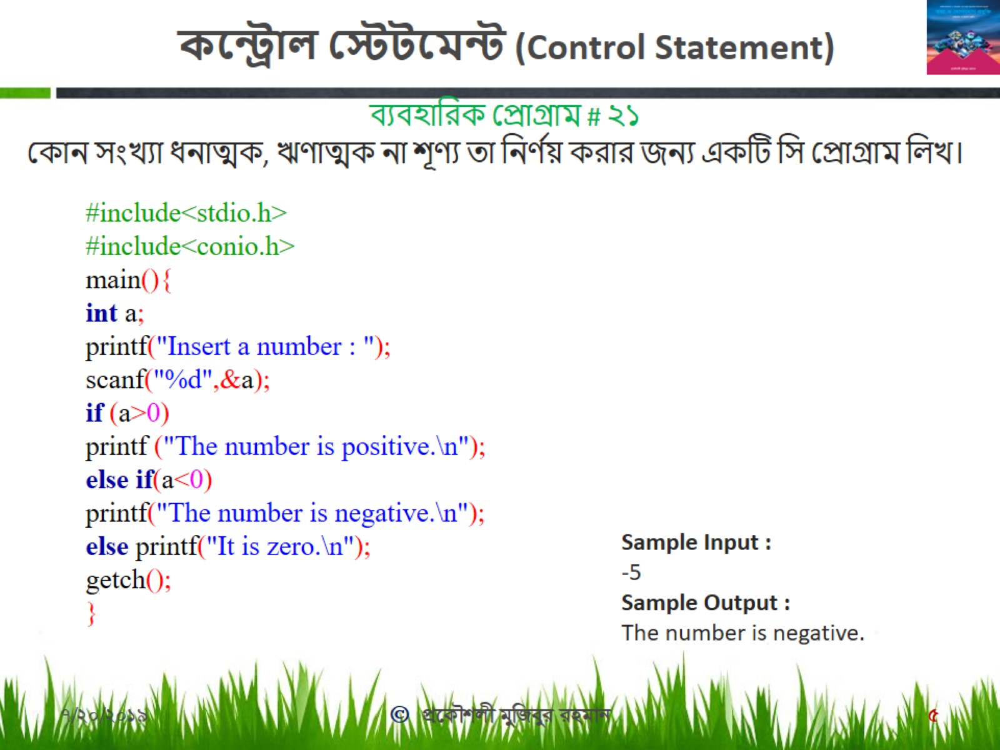 কন্ট্রোল স্টেটমেন্ট (Control Statement)
ব্যবহারিক প্রোগ্রাম # ২১
কোন সংখ্যা ধনাত্মক, ঋণাত্মক না শূণ্য তা নির্ণয় করার জন্য একটি সি প্রোগ্রাম লিখ।
#include<stdio.h>
#include<conio.h>
main(){
int a;
printf("Insert a number : ");
scanf("%d",&a);
if (a>0)
printf ("The number is positive.\n");
else if(a<0)
printf("The number is negative.\n");
else printf("It is zero.\n");
getch();
}
Sample Input :
-5
Sample Output :
The number is negative.
৭/২০/২০১৯
© প্রকৌশলী মুজিবুর রহমান
৫